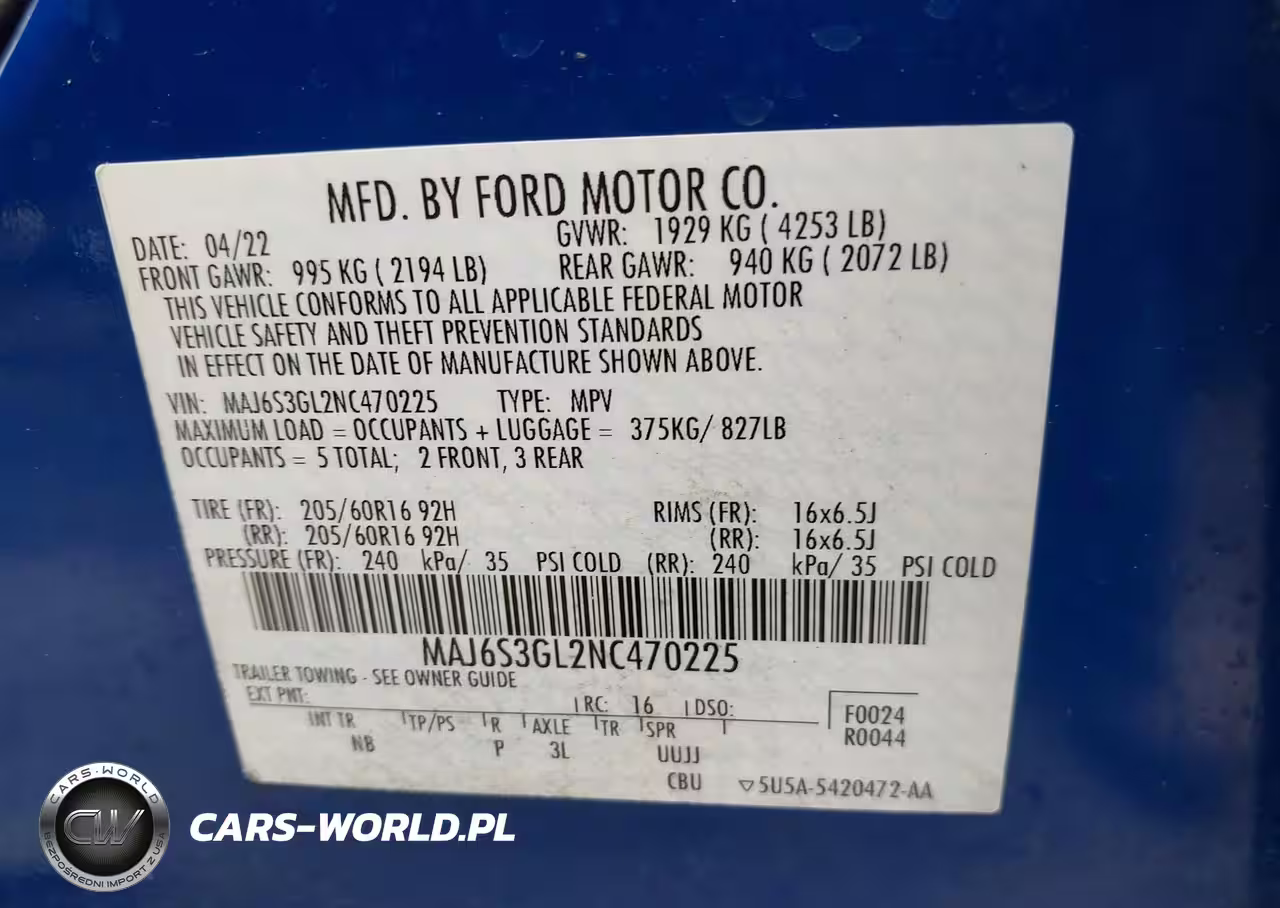 MFD. BY FORD MOTOR CO.
DATE: 04/22 GVWR: 1929 KG ( 4253 LB)
FRONT GAWR: 995 KG ( 2194 LB) REAR GAWR: 940 KG ( 2072 LB)
THIS VEHICLE CONFORMS TO ALL APPLICABLE FEDERAL MOTOR
VEHICLE SAFETY AND THEFT PREVENTION STANDARDS
IN EFFECT ON THE DATE OF MANUFACTURE SHOWN ABOVE.
VIN: MAJ6S3GL2NC470225 TYPE: MPV
MAXIMUM LOAD = OCCUPANTS + LUGGAGE = 375KG/ 827LB
OCCUPANTS = 5 TOTAL; 2 FRONT, 3 REAR
TIRE (FR): 205/60R16 92H RIMS (FR): 16x6.5J
(RR): 205/60R16 92H (RR): 16x6.5J
PRESSURE (FR): 240 kPa/ 35 PSI COLD (RR): 240 kPa/ 35 PSI COLD
MAJ6S3GL2NC470225
TRAILER TOWING - SEE OWNER GUIDE
EXT PNT: RC: 16 DSO: F0024
INT TR TP/PS R AXLE TR SPR R0044
NB P 3L UUJJ
CBU ▽5U5A-5420472-AA
CARS-WORLD
CW
BEZPOŚREDNI IMPORT Z USA
CARS-WORLD.PL